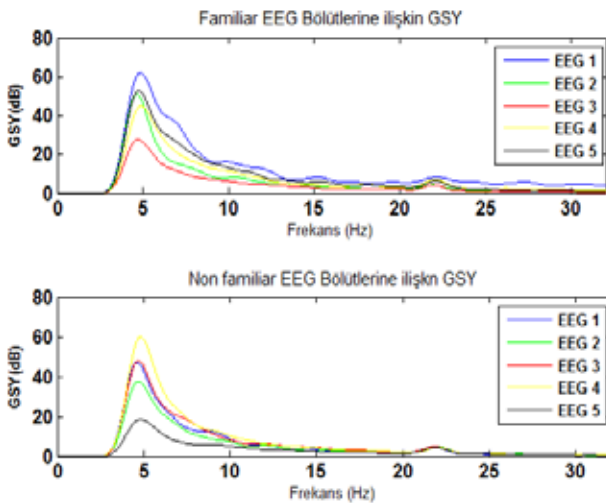 Familiar EEG Bölütlerine ilişkin GSY
80
60
40
20
0
GSY(dB)
EEG 1
EEG 2
EEG 3
EEG 4
EEG 5
0 5 10 15 20 25 30
Frekans (Hz)
Non familiar EEG Bölütlerine ilişkn GSY
80
60
40
20
0
GSY (dB)
EEG 1
EEG 2
EEG 3
EEG 4
EEG 5
0 5 10 15 20 25 30
Frekans (Hz)